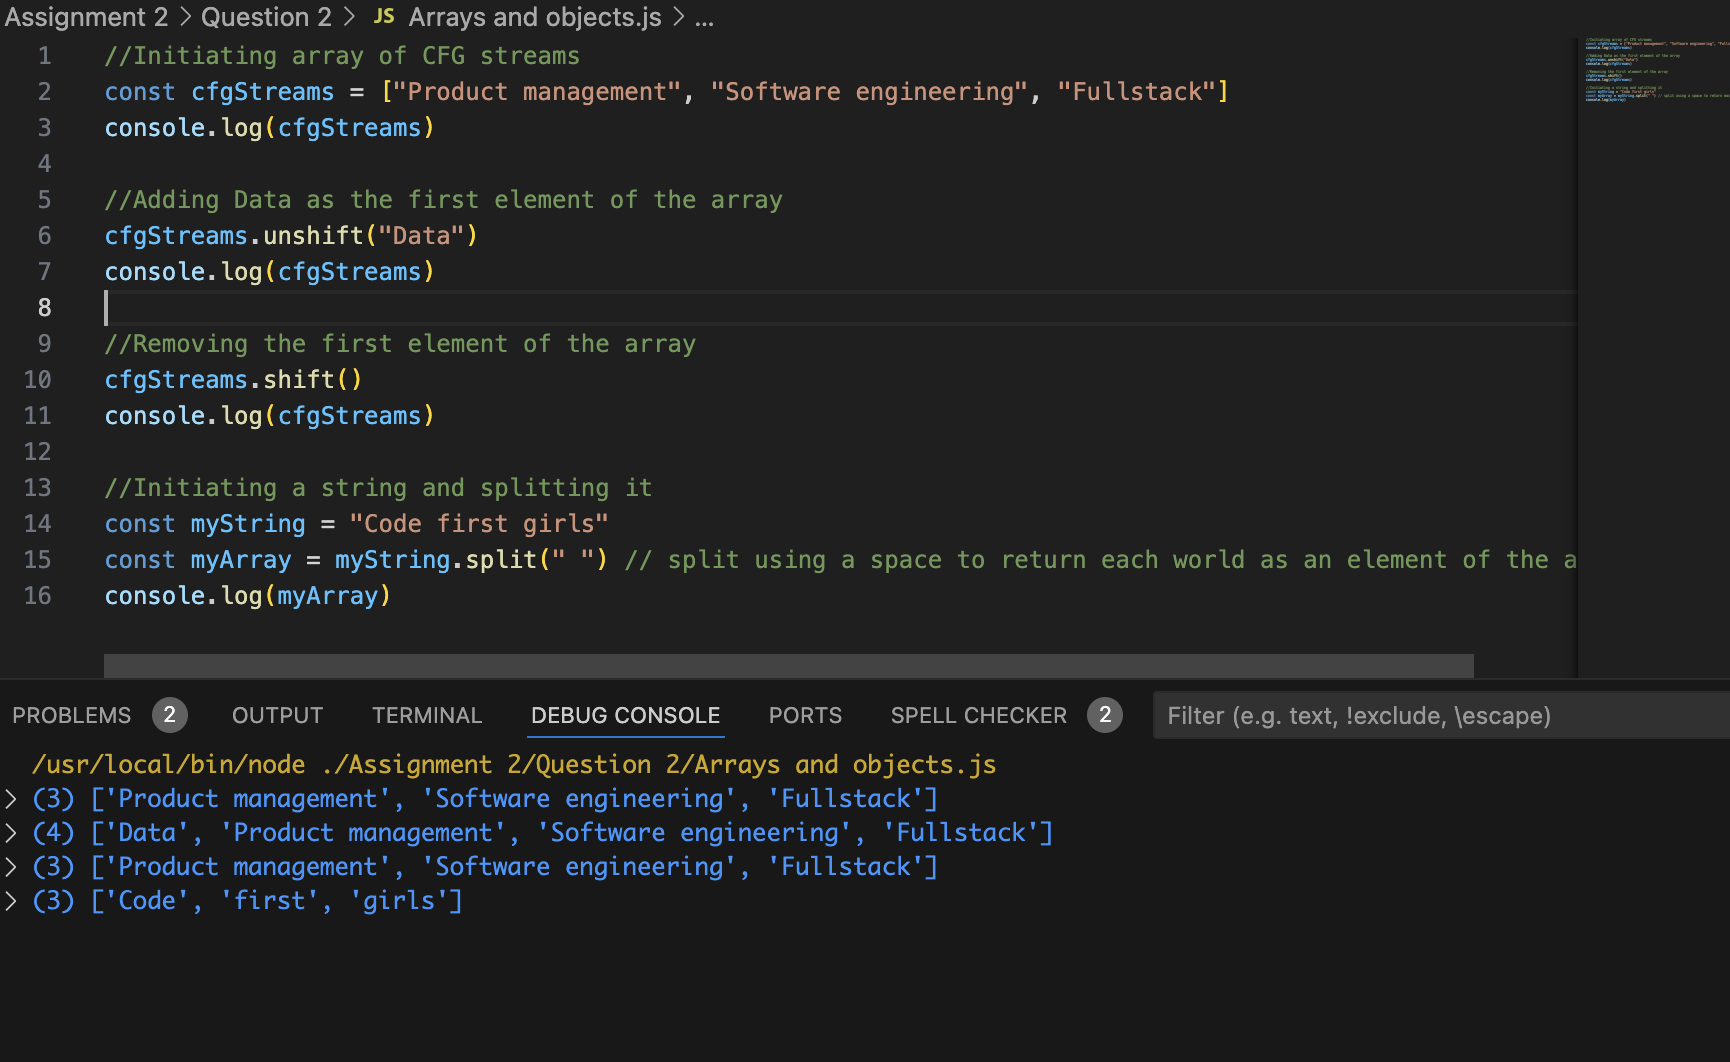 Assignment 2 > Question 2 > JS Arrays and objects.js > ...
1 //Initiating array of CFG streams
2 const cfgStreams = ["Product management", "Software engineering", "Fullstack"]
3 console.log(cfgStreams)
4
5 //Adding Data as the first element of the array
6 cfgStreams.unshift("Data")
7 console.log(cfgStreams)
8
9 //Removing the first element of the array
10 cfgStreams.shift()
11 console.log(cfgStreams)
12
13 //Initiating a string and splitting it
14 const myString = "Code first girls"
15 const myArray = myString.split(" ") // split using a space to return each world as an element of the a
16 console.log(myArray)
PROBLEMS 2 OUTPUT TERMINAL DEBUG CONSOLE PORTS SPELL CHECKER 2 Filter (e.g. text, !exclude, \escape)
/usr/local/bin/node ./Assignment 2/Question 2/Arrays and objects.js
> (3) ['Product management', 'Software engineering', 'Fullstack']
> (4) ['Data', 'Product management', 'Software engineering', 'Fullstack']
> (3) ['Product management', 'Software engineering', 'Fullstack']
> (3) ['Code', 'first', 'girls']